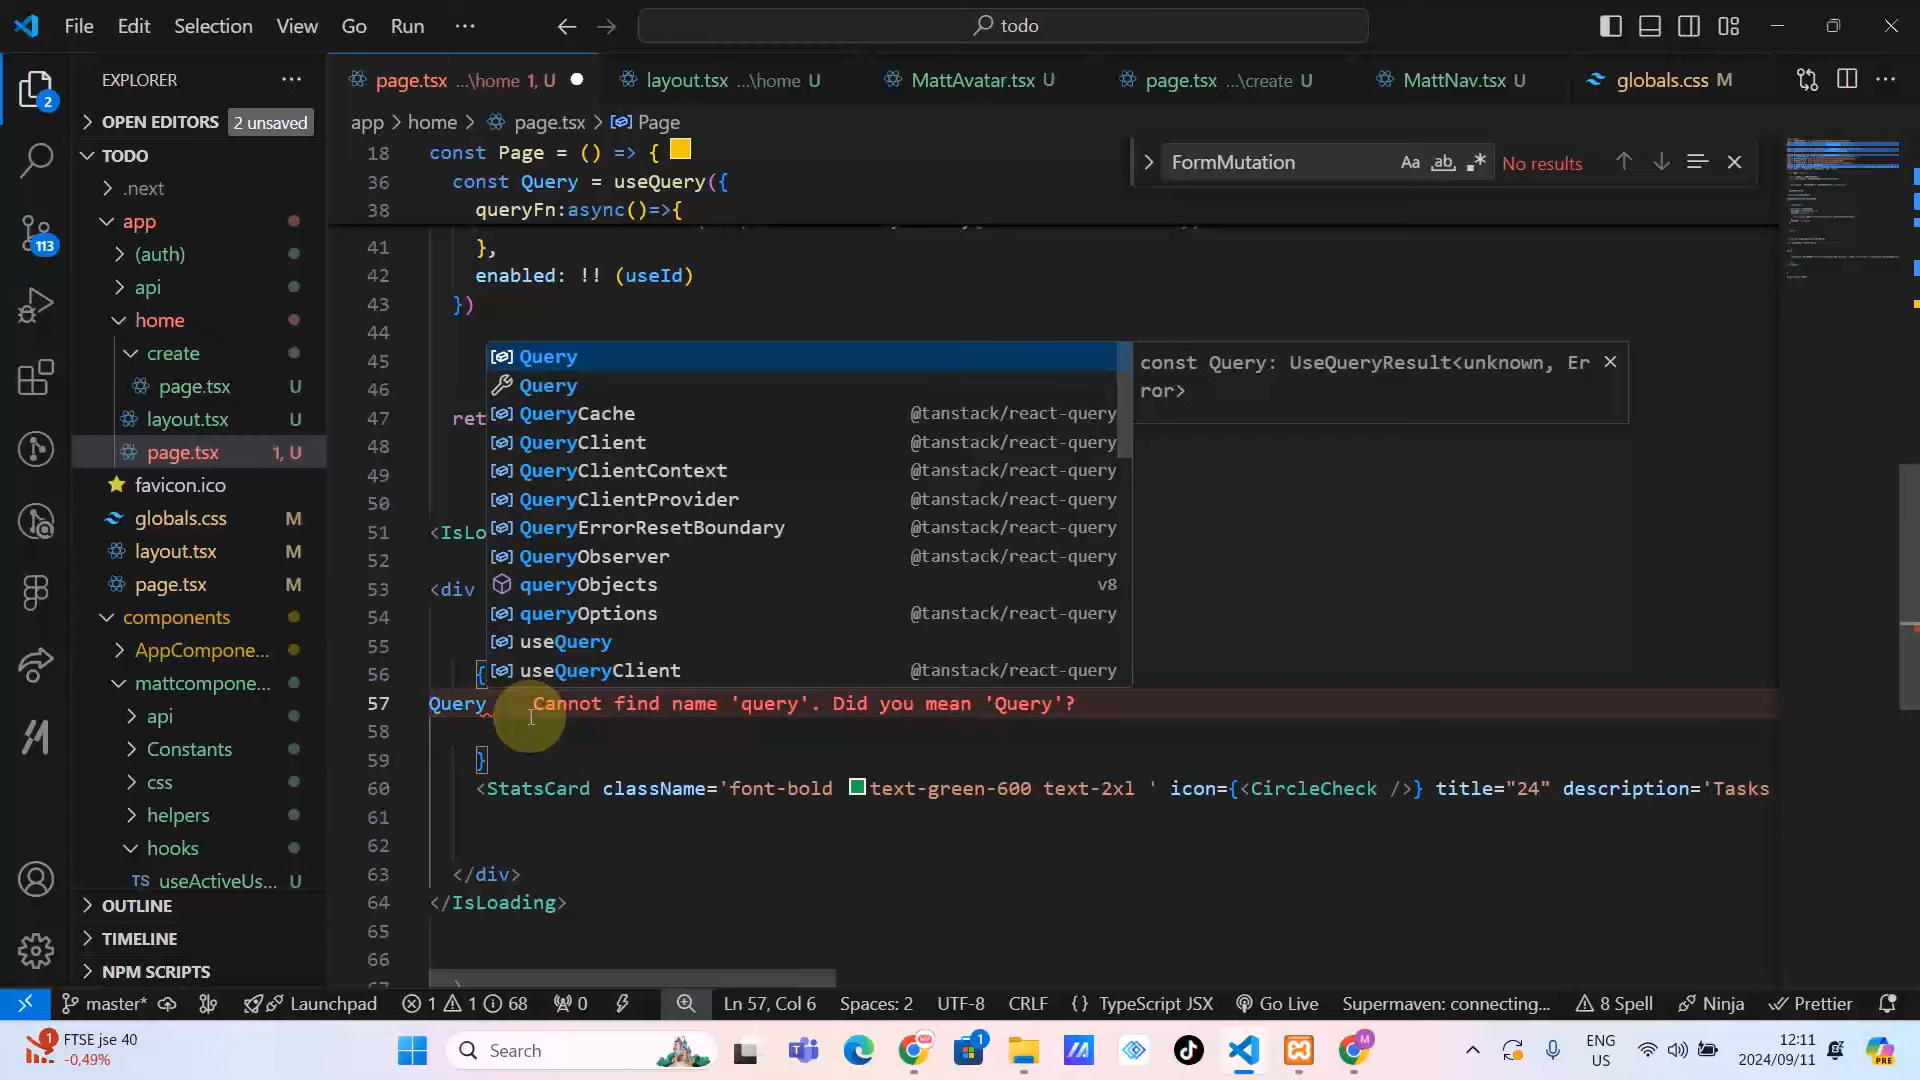 File Edit Selection View Go Run ··· todo
EXPLORER
page.tsx ...\home 1, U
layout.tsx ...\home U
MattAvatar.tsx U
page.tsx ...\create U
MattNav.tsx U
globals.css M
OPEN EDITORS 2 unsaved
TODO
.next
app
(auth)
api
home
create
page.tsx U
layout.tsx U
page.tsx 1, U
favicon.ico
globals.css M
layout.tsx M
page.tsx M
components
AppCompone...
mattcompone...
api
Constants
css
helpers
hooks
TS useActiveUs... U
OUTLINE
TIMELINE
NPM SCRIPTS
2
113
app > home > page.tsx > Page
FormMutation Aa ab No results
18 const Page = () => {
36 const Query = useQuery({
38 queryFn:async()=>{
41 },
42 enabled: !! (useId)
43 })
44
45
46
47 ret
48
49
50
51 <IsLo
52
53 <div
54
55
56 {
57 Query Cannot find name 'query'. Did you mean 'Query'?
58
59 }
60 <StatsCard className='font-bold text-green-600 text-2xl ' icon={<CircleCheck />} title="24" description='Tasks
61
62
63 </div>
64 </IsLoading>
65
66
Query
Query
QueryCache @tanstack/react-query
QueryClient @tanstack/react-query
QueryClientContext @tanstack/react-query
QueryClientProvider @tanstack/react-query
QueryErrorResetBoundary @tanstack/react-query
QueryObserver @tanstack/react-query
queryObjects v8
queryOptions @tanstack/react-query
useQuery
useQueryClient @tanstack/react-query
const Query: UseQueryResult<unknown, Er
ror>
master* Launchpad 1 1 68 0 Ln 57, Col 6 Spaces: 2 UTF-8 CRLF {} TypeScript JSX Go Live Supermaven: connecting... 8 Spell Ninja Prettier
1
FTSE jse 40
-0,49%
Search
1
M
ENG
US
12:11
2024/09/11
PRE